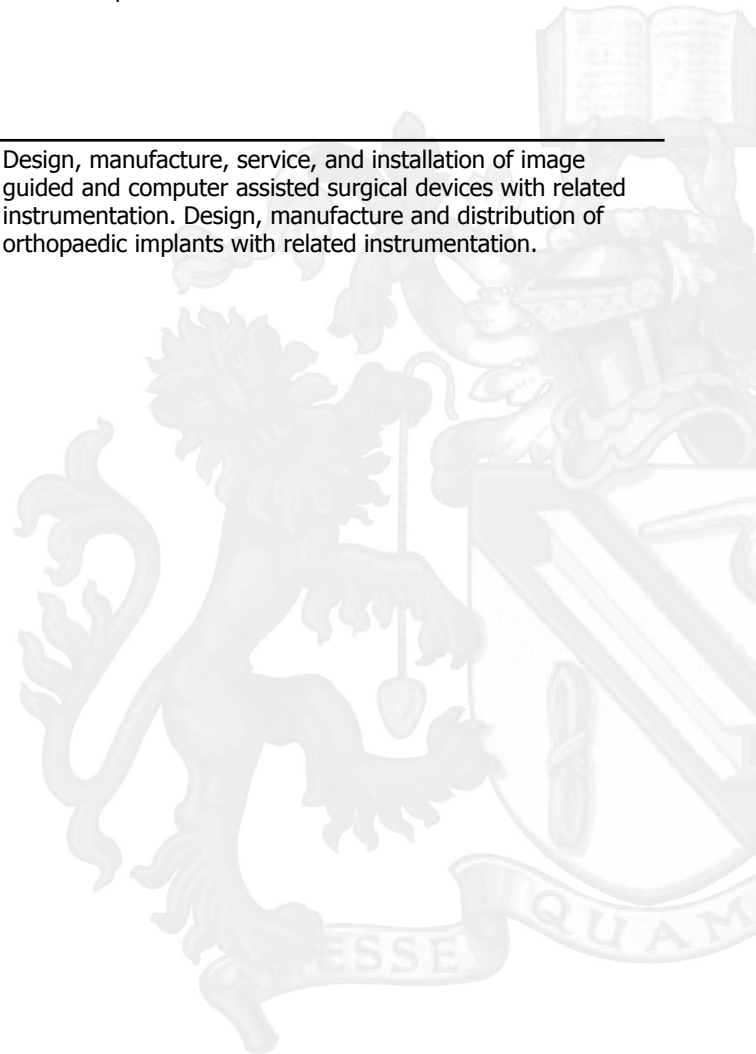 Design, manufacture, service, and installation of image
guided and computer assisted surgical devices with related
instrumentation. Design, manufacture and distribution of
orthopaedic implants with related instrumentation.
ESSE
QUAM